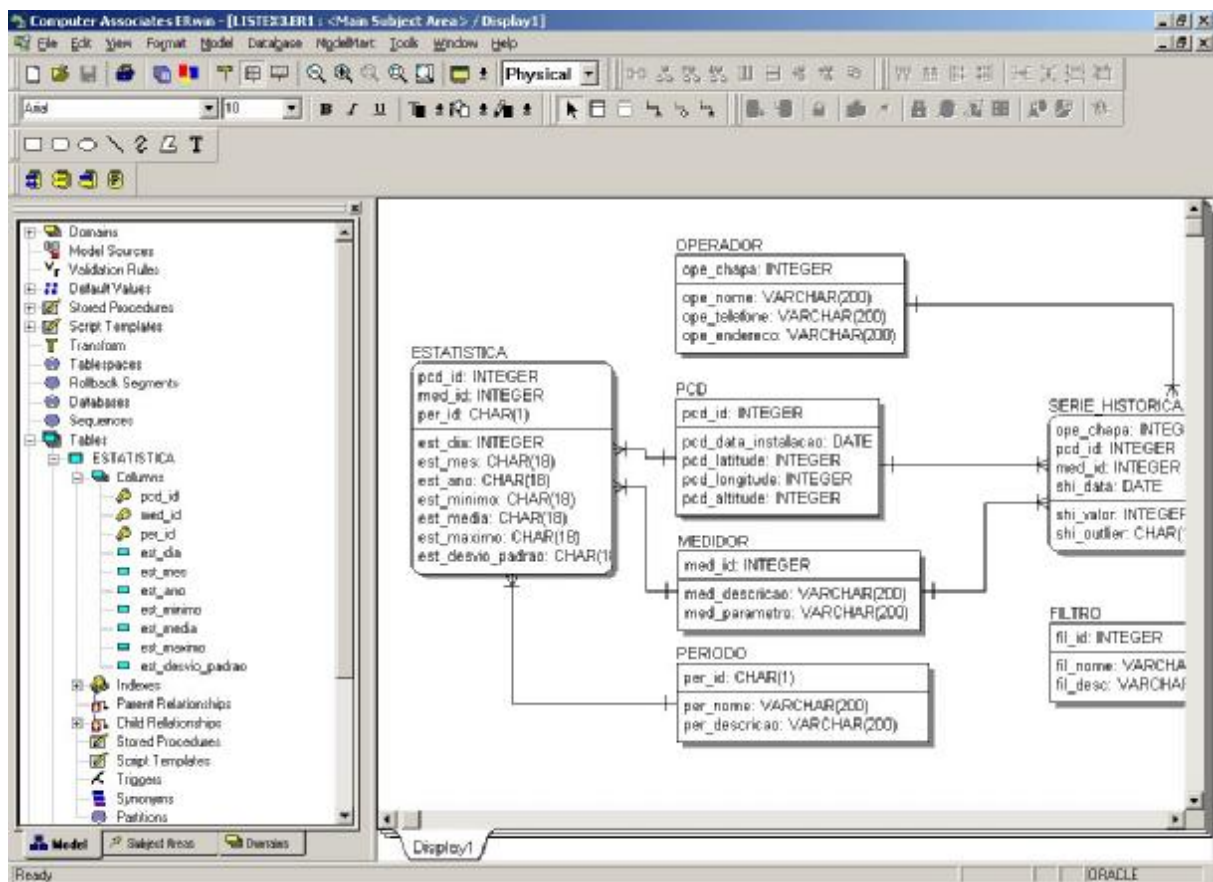 Computer Associates ERwin - [LISTEX3.ER1 : <Main Subject Area> / Display1]
File Edit View Format Model Database ModelMart Tools Window Help
Physical
Arial 10 B I U
T
Domains
Model Sources
Validation Rules
Default Values
Stored Procedures
Script Templates
Transform
Tablespaces
Rollback Segments
Databases
Sequences
Tables
ESTATISTICA
Columns
pcd_id
med_id
per_id
est_dia
est_mes
est_ano
est_minimo
est_media
est_maximo
est_desvio_padrao
Indexes
Parent Relationships
Child Relationships
Stored Procedures
Script Templates
Triggers
Synonyms
Partitions
Model Subject Areas Domains
OPERADOR
ope_chapa: INTEGER
ope_nome: VARCHAR(200)
ope_telefone: VARCHAR(200)
ope_endereco: VARCHAR(200)
ESTATISTICA
pcd_id: INTEGER
med_id: INTEGER
per_id: CHAR(1)
est_dia: INTEGER
est_mes: CHAR(18)
est_ano: CHAR(18)
est_minimo: CHAR(18)
est_media: CHAR(18)
est_maximo: CHAR(18)
est_desvio_padrao: CHAR(1
PCD
pcd_id: INTEGER
pcd_data_instalacao: DATE
pcd_latitude: INTEGER
pcd_longitude: INTEGER
pcd_altitude: INTEGER
SERIE_HISTORICA
ope_chapa: INTEG
pcd_id: INTEGER
med_id: INTEGER
shi_data: DATE
shi_valor: INTEGER
shi_outlier: CHAR(
MEDIDOR
med_id: INTEGER
med_descricao: VARCHAR(200)
med_parametro: VARCHAR(200)
FILTRO
fil_id: INTEGER
fil_nome: VARCHA
fil_desc: VARCHAR
PERIODO
per_id: CHAR(1)
per_nome: VARCHAR(200)
per_descricao: VARCHAR(200)
Display1
Ready ORACLE